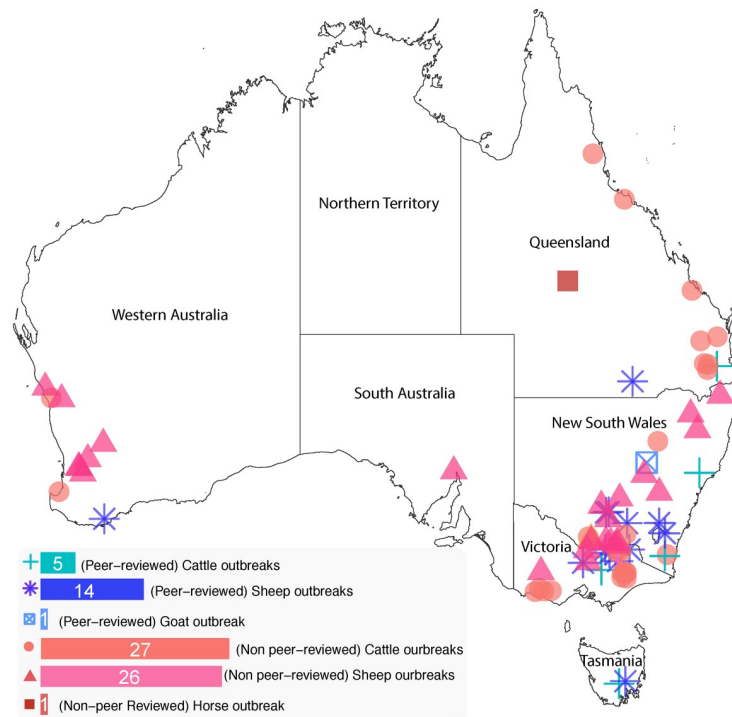 Northern Territory
Queensland
Western Australia
South Australia
New South Wales
Victoria
5 (Peer-reviewed) Cattle outbreaks
14 (Peer-reviewed) Sheep outbreaks
1 (Peer-reviewed) Goat outbreak
27 (Non peer-reviewed) Cattle ourbreaks
26 (Non peer-reviewed) Sheep ourbreaks
1 (Non-peer Reviewed) Horse outbreak
Tasmania